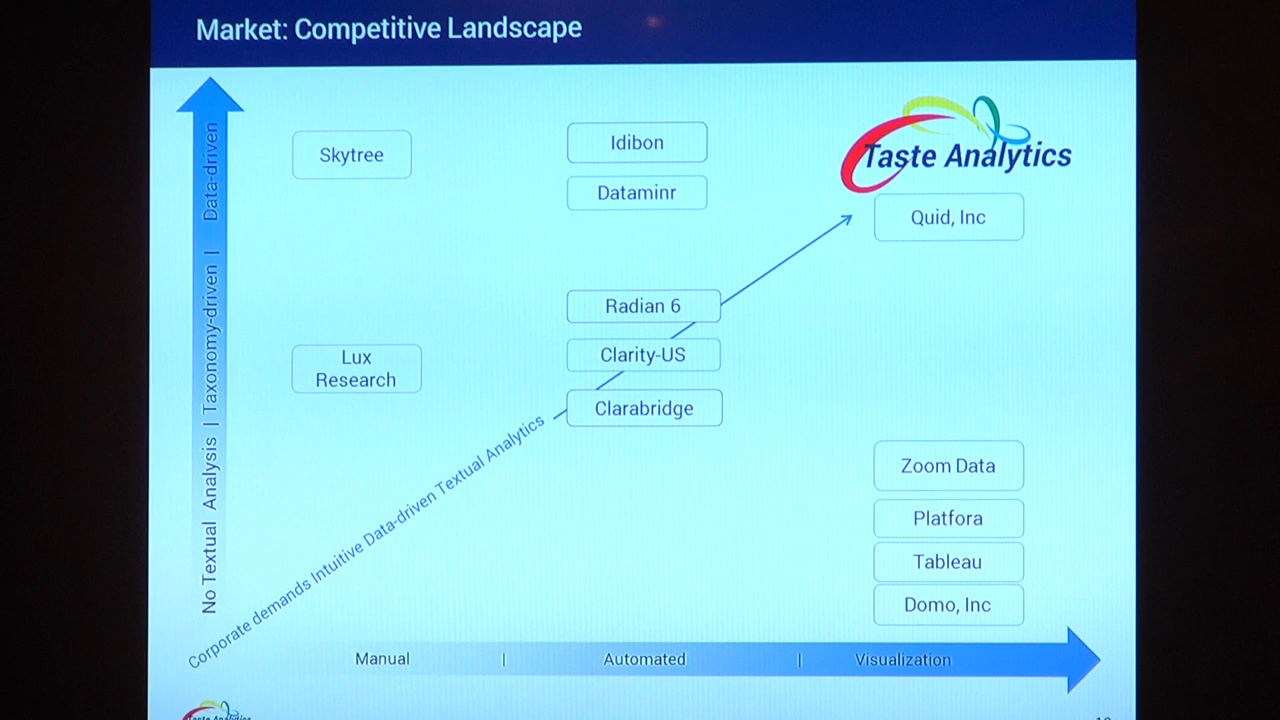 Market: Competitive Landscape
Skytree
Idibon
Dataminr
Taste Analytics
Quid, Inc
Radian 6
Clarity-US
Clarabridge
Lux
Research
Zoom Data
Platfora
Tableau
Domo, Inc
No Textual Analysis | Taxonomy-driven | Data-driven
Corporate demands Intuitive Data-driven Textual Analytics
Manual | Automated | Visualization
Taste Analytics